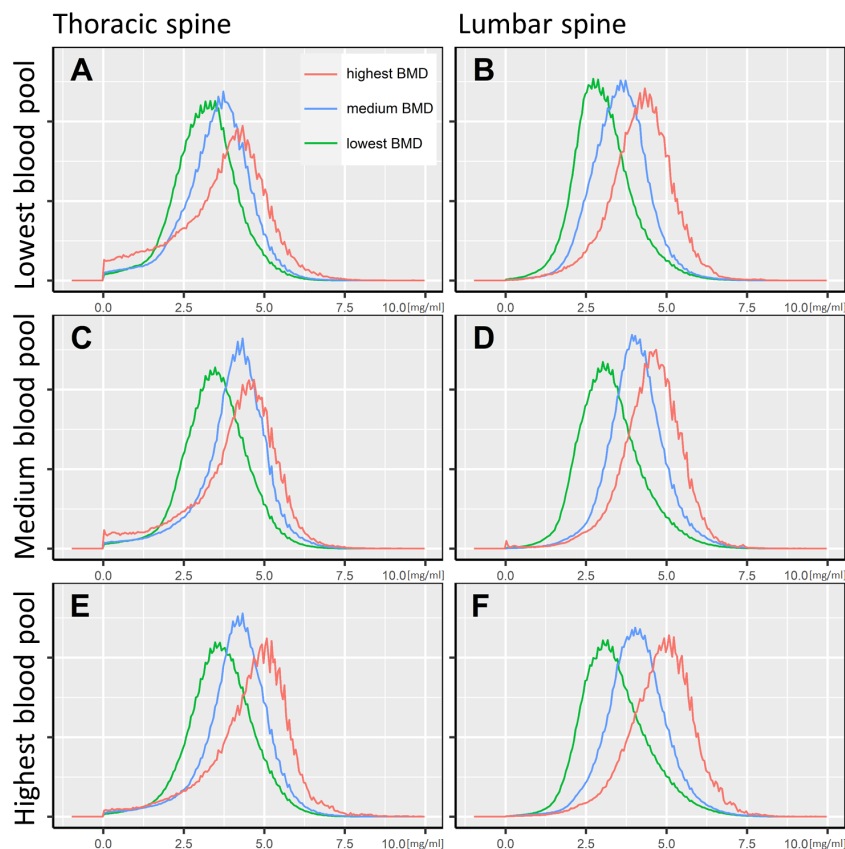 Thoracic spine
Lumbar spine
Lowest blood pool
A
highest BMD
medium BMD
lowest BMD
0.0 2.5 5.0 7.5 10.0 [mg/ml]
B
0.0 2.5 5.0 7.5 10.0 [mg/ml]
Medium blood pool
C
0.0 2.5 5.0 7.5 10.0 [mg/ml]
D
0.0 2.5 5.0 7.5 10.0 [mg/ml]
Highest blood pool
E
0.0 2.5 5.0 7.5 10.0 [mg/ml]
F
0.0 2.5 5.0 7.5 10.0 [mg/ml]